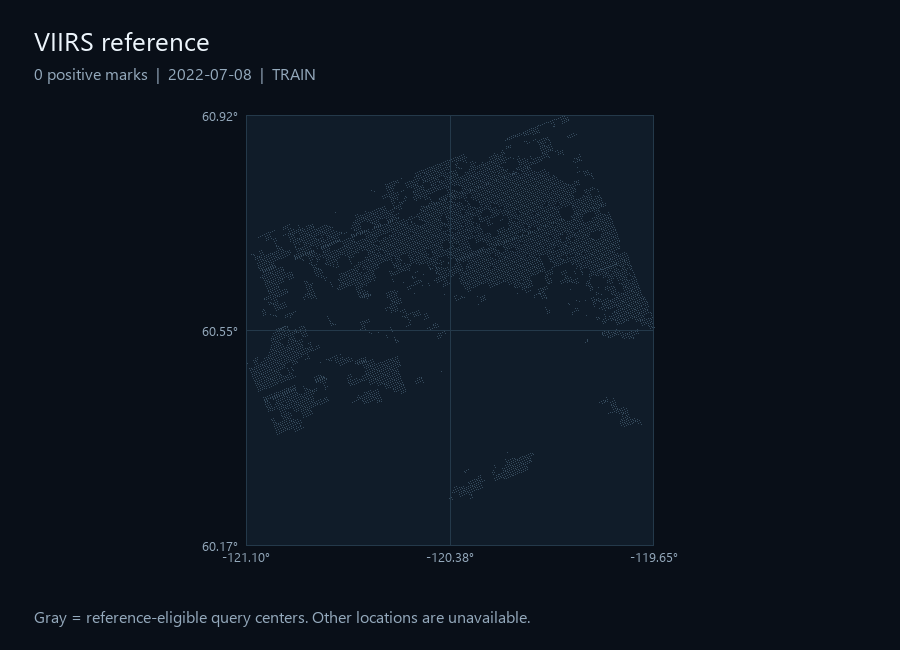 VIIRS reference
0 positive marks | 2022-07-08 | TRAIN
60.92°
60.55°
60.17°
-121.10° -120.38° -119.65°
Gray = reference-eligible query centers. Other locations are unavailable.